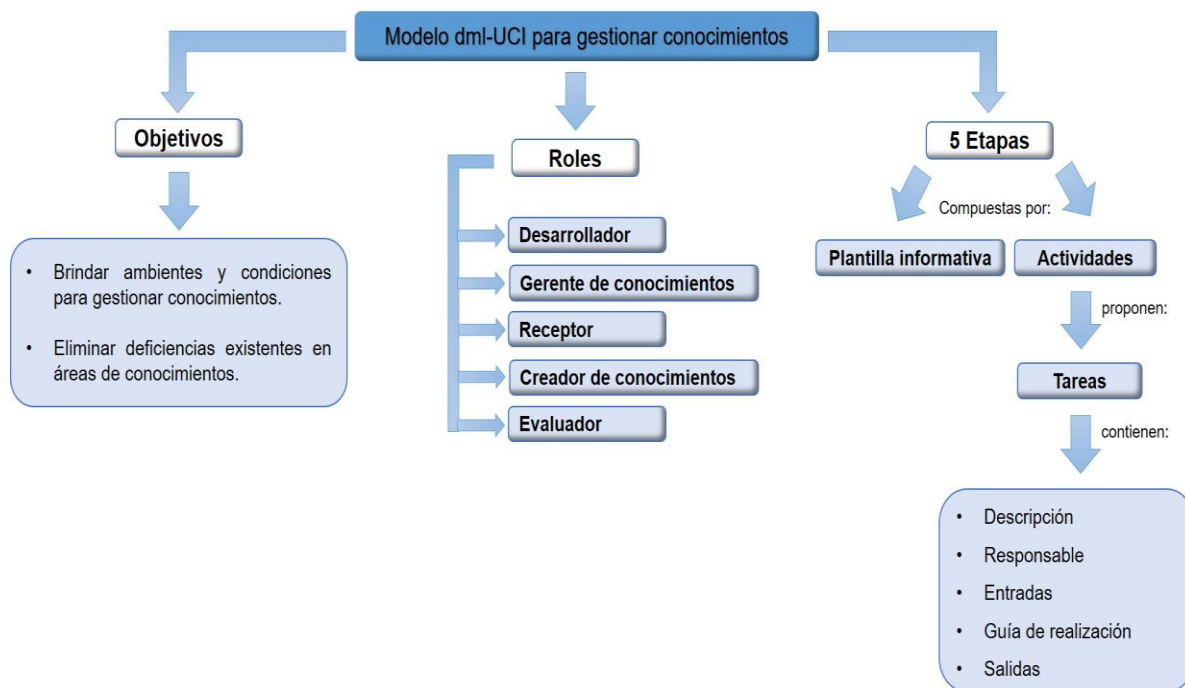 Modelo dml-UCI para gestionar conocimientos
Objetivos
• Brindar ambientes y condiciones
para gestionar conocimientos.
• Eliminar deficiencias existentes en
áreas de conocimientos.
Roles
Desarrollador
Gerente de conocimientos
Receptor
Creador de conocimientos
Evaluador
5 Etapas
Compuestas por:
Plantilla informativa
Actividades
proponen:
Tareas
contienen:
• Descripción
• Responsable
• Entradas
• Guía de realización
• Salidas